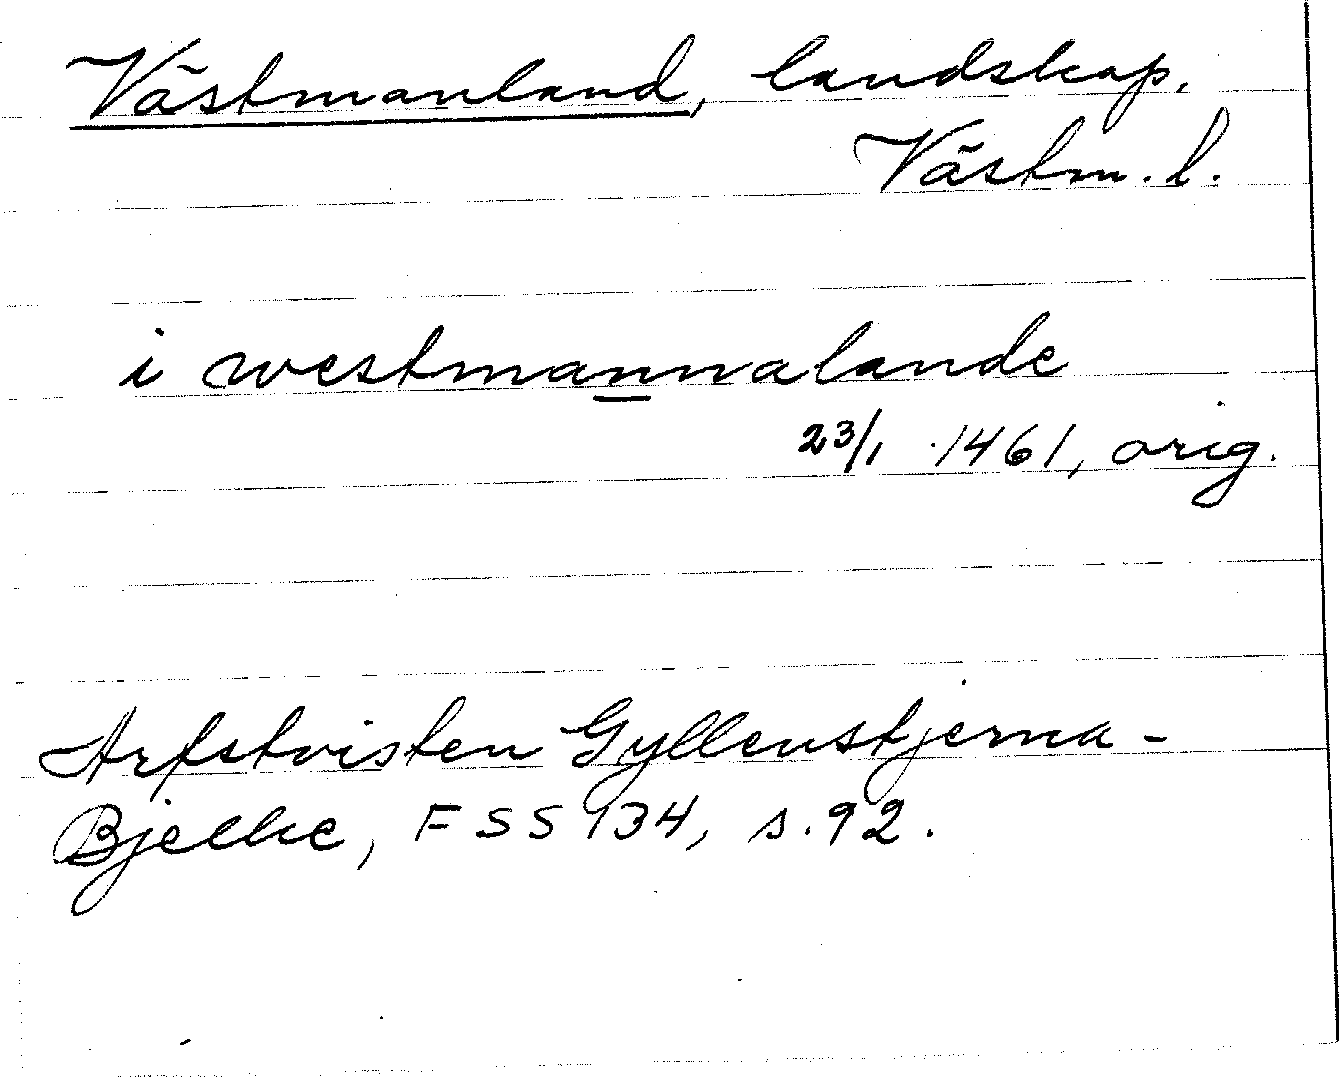 Västmanland, landskap.
Västm. l.
i westmannalande
23/1 1461, orig.
Arfstvisten Gyllenstjerna-
Bjelke, FSS 134, s. 92.